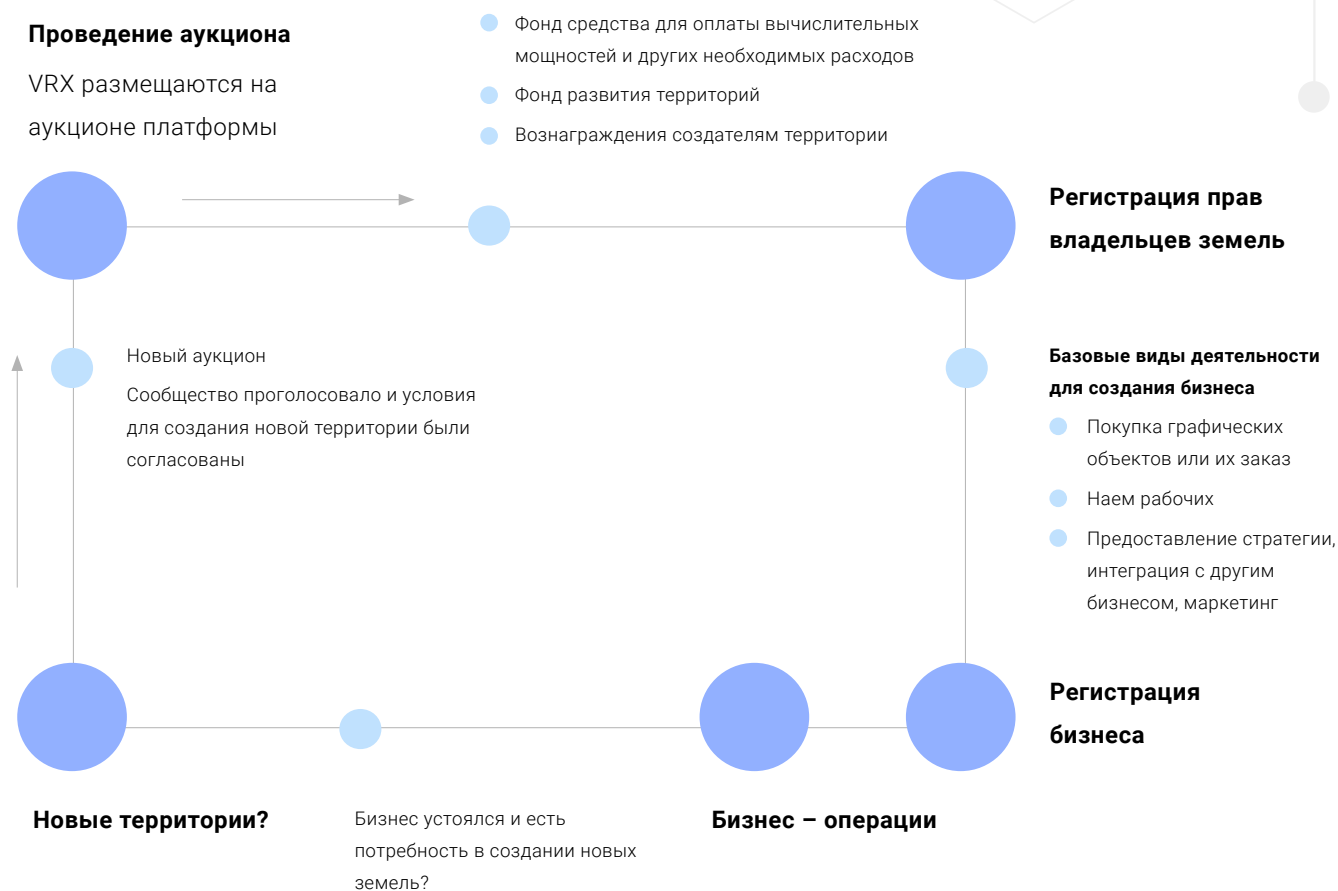 Проведение аукциона
VRX размещаются на
аукционе платформы
Фонд средства для оплаты вычислительных
мощностей и других необходимых расходов
Фонд развития территорий
Вознаграждения создателям территории
Регистрация прав
владельцев земель
Новый аукцион
Сообщество проголосовало и условия
для создания новой территории были
согласованы
Базовые виды деятельности
для создания бизнеса
Покупка графических
объектов или их заказ
Наем рабочих
Предоставление стратегии,
интеграция с другим
бизнесом, маркетинг
Регистрация
бизнеса
Новые территории?
Бизнес устоялся и есть
потребность в создании новых
земель?
Бизнес – операции